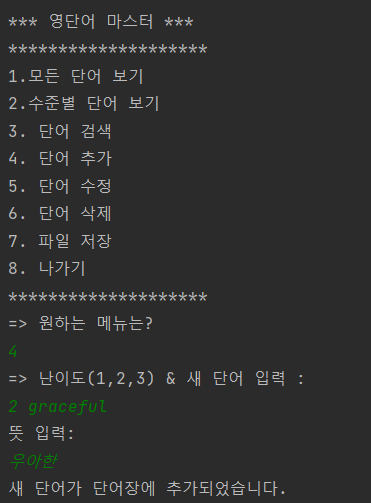 *** 영단어 마스터 ***
********************
1.모든 단어 보기
2.수준별 단어 보기
3. 단어 검색
4. 단어 추가
5. 단어 수정
6. 단어 삭제
7. 파일 저장
8. 나가기
********************
=> 원하는 메뉴는?
4
=> 난이도(1,2,3) & 새 단어 입력 :
2 graceful
뜻 입력:
우아한
새 단어가 단어장에 추가되었습니다.